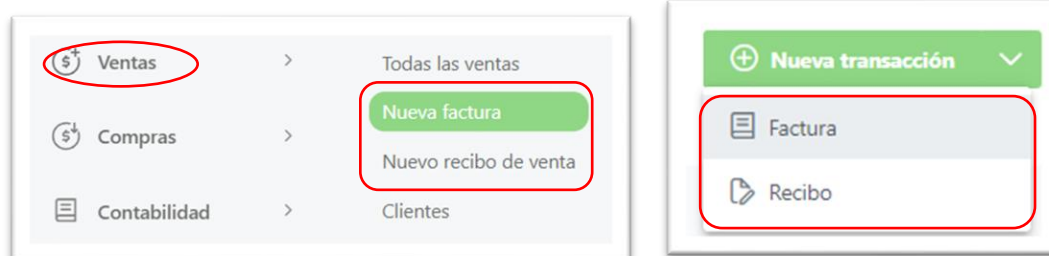 Ventas
Compras
Contabilidad
Todas las ventas
Nueva factura
Nuevo recibo de venta
Clientes
Nueva transacción
Factura
Recibo